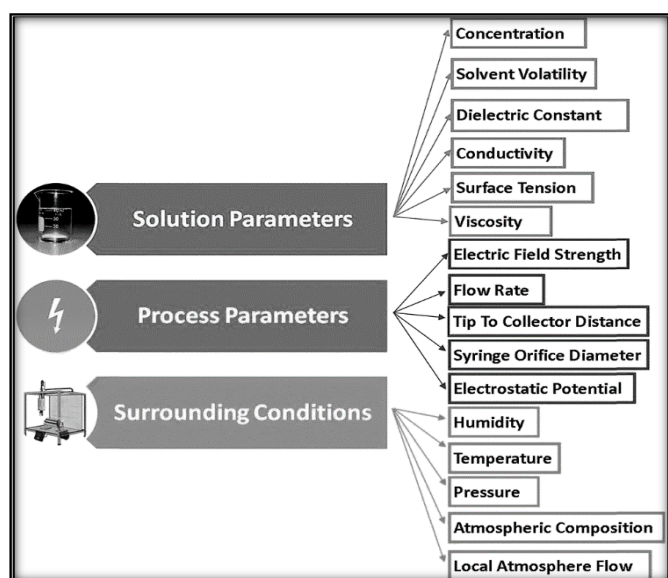 Solution Parameters
Concentration
Solvent Volatility
Dielectric Constant
Conductivity
Surface Tension
Viscosity
Process Parameters
Electric Field Strength
Flow Rate
Tip To Collector Distance
Syringe Orifice Diameter
Electrostatic Potential
Surrounding Conditions
Humidity
Temperature
Pressure
Atmospheric Composition
Local Atmosphere Flow